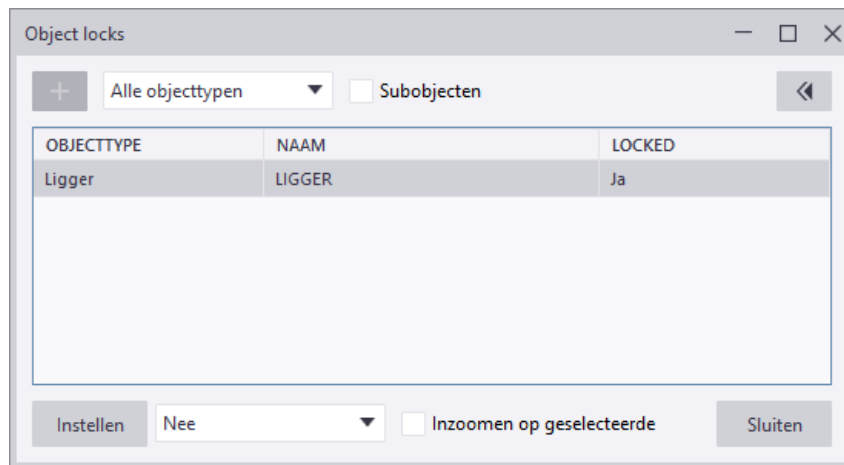 Object locks
Alle objecttypen Subobjecten
OBJECTTYPE NAAM LOCKED
Ligger LIGGER Ja
Instellen Nee Inzoomen op geselecteerde Sluiten